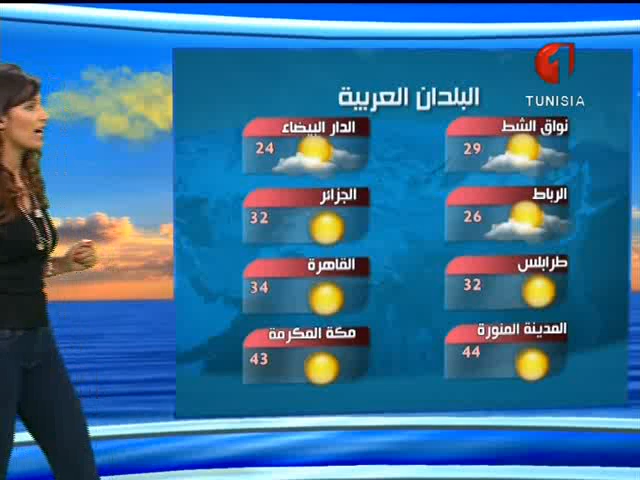 1
TUNISIA
البلدان العربية
نواق الشط
29
الدار البيضاء
24
الرباط
26
الجزائر
32
طرابلس
32
القاهرة
34
المدينة المنورة
44
مكة المكرمة
43